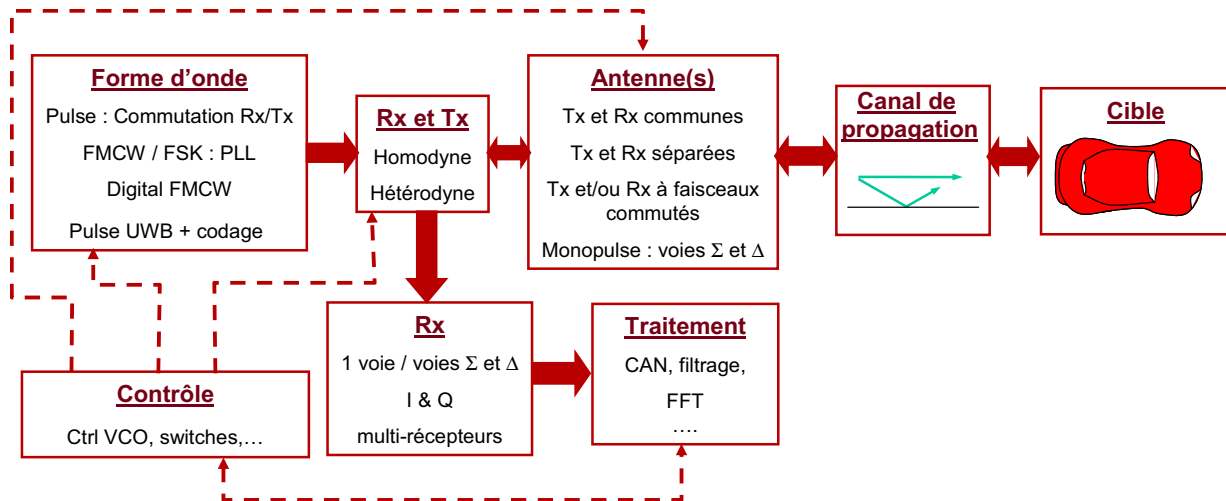 Forme d'onde
Pulse : Commutation Rx/Tx
FMCW / FSK : PLL
Digital FMCW
Pulse UWB + codage
Rx et Tx
Homodyne
Hétérodyne
Antenne(s)
Tx et Rx communes
Tx et Rx séparées
Tx et/ou Rx à faisceaux
commutés
Monopulse : voies Σ et Δ
Canal de
propagation
Cible
Contrôle
Ctrl VCO, switches,…
Rx
1 voie / voies Σ et Δ
I & Q
multi-récepteurs
Traitement
CAN, filtrage,
FFT
….